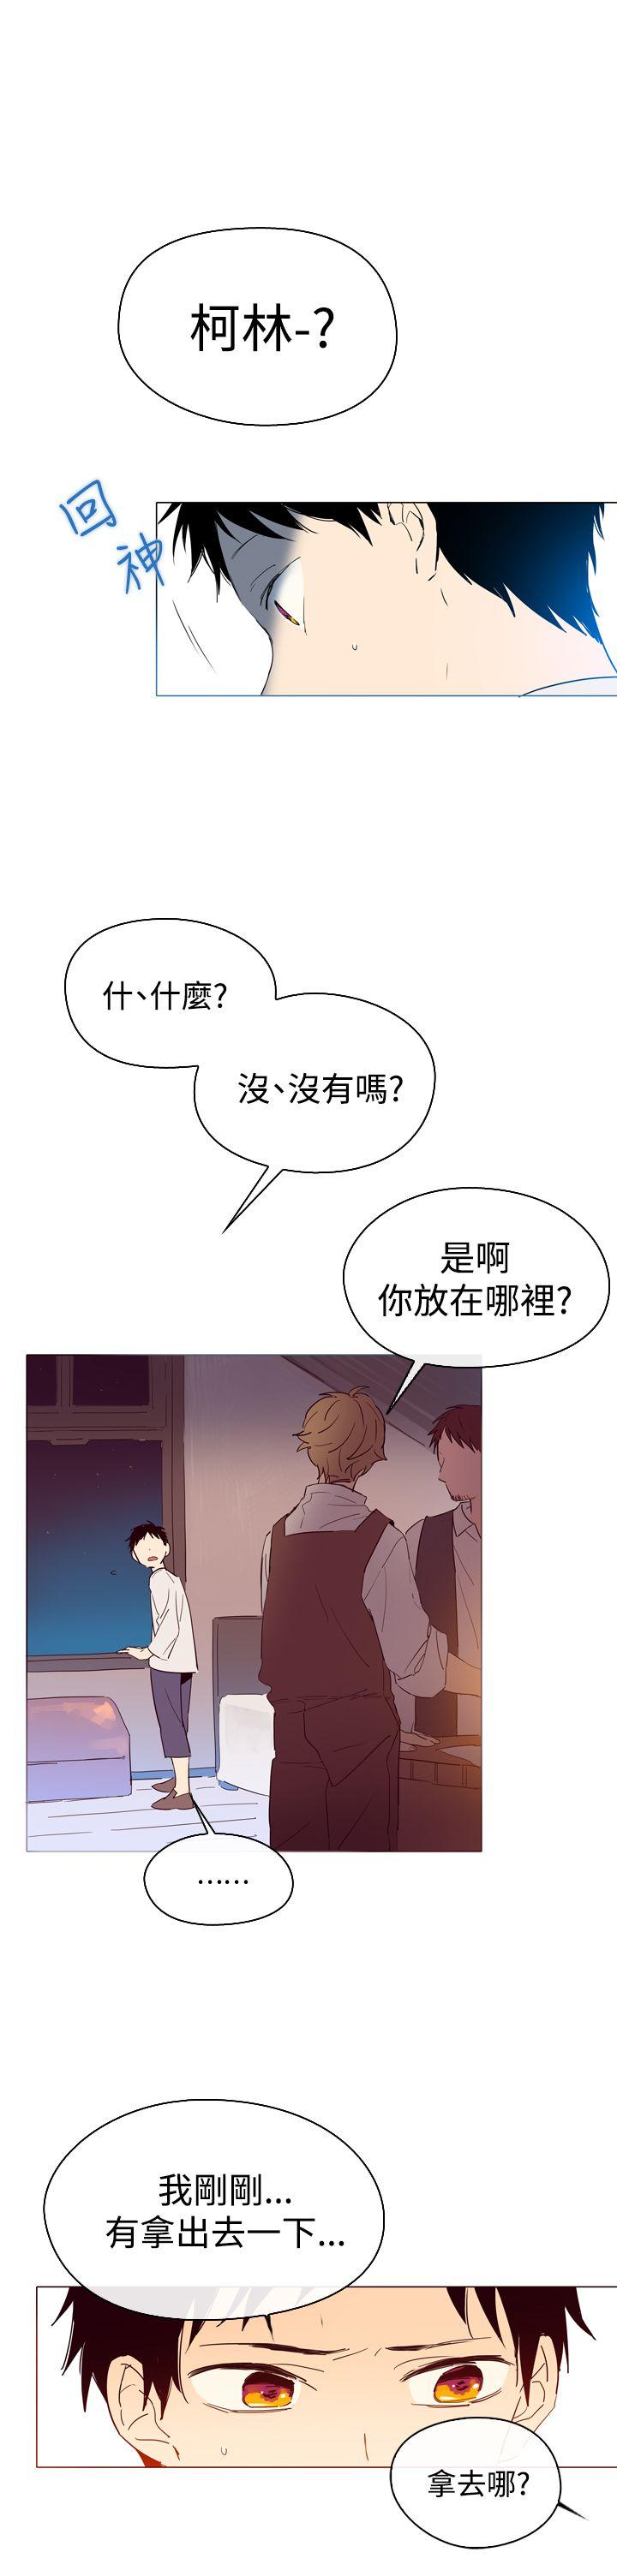 柯林-?
回神
什、什麼?
沒、沒有嗎?
是啊
你放在哪裡?
……
我剛剛...
有拿出去一下...
拿去哪?